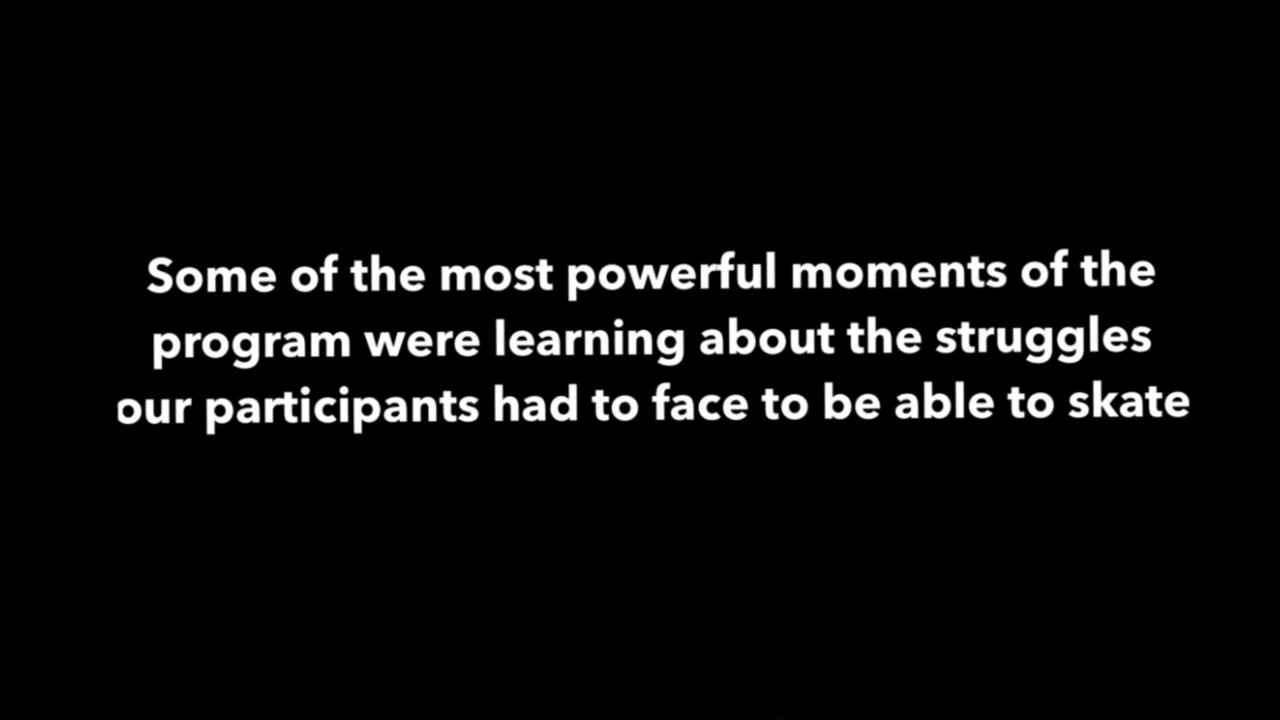 Some of the most powerful moments of the
program were learning about the struggles
our participants had to face to be able to skate